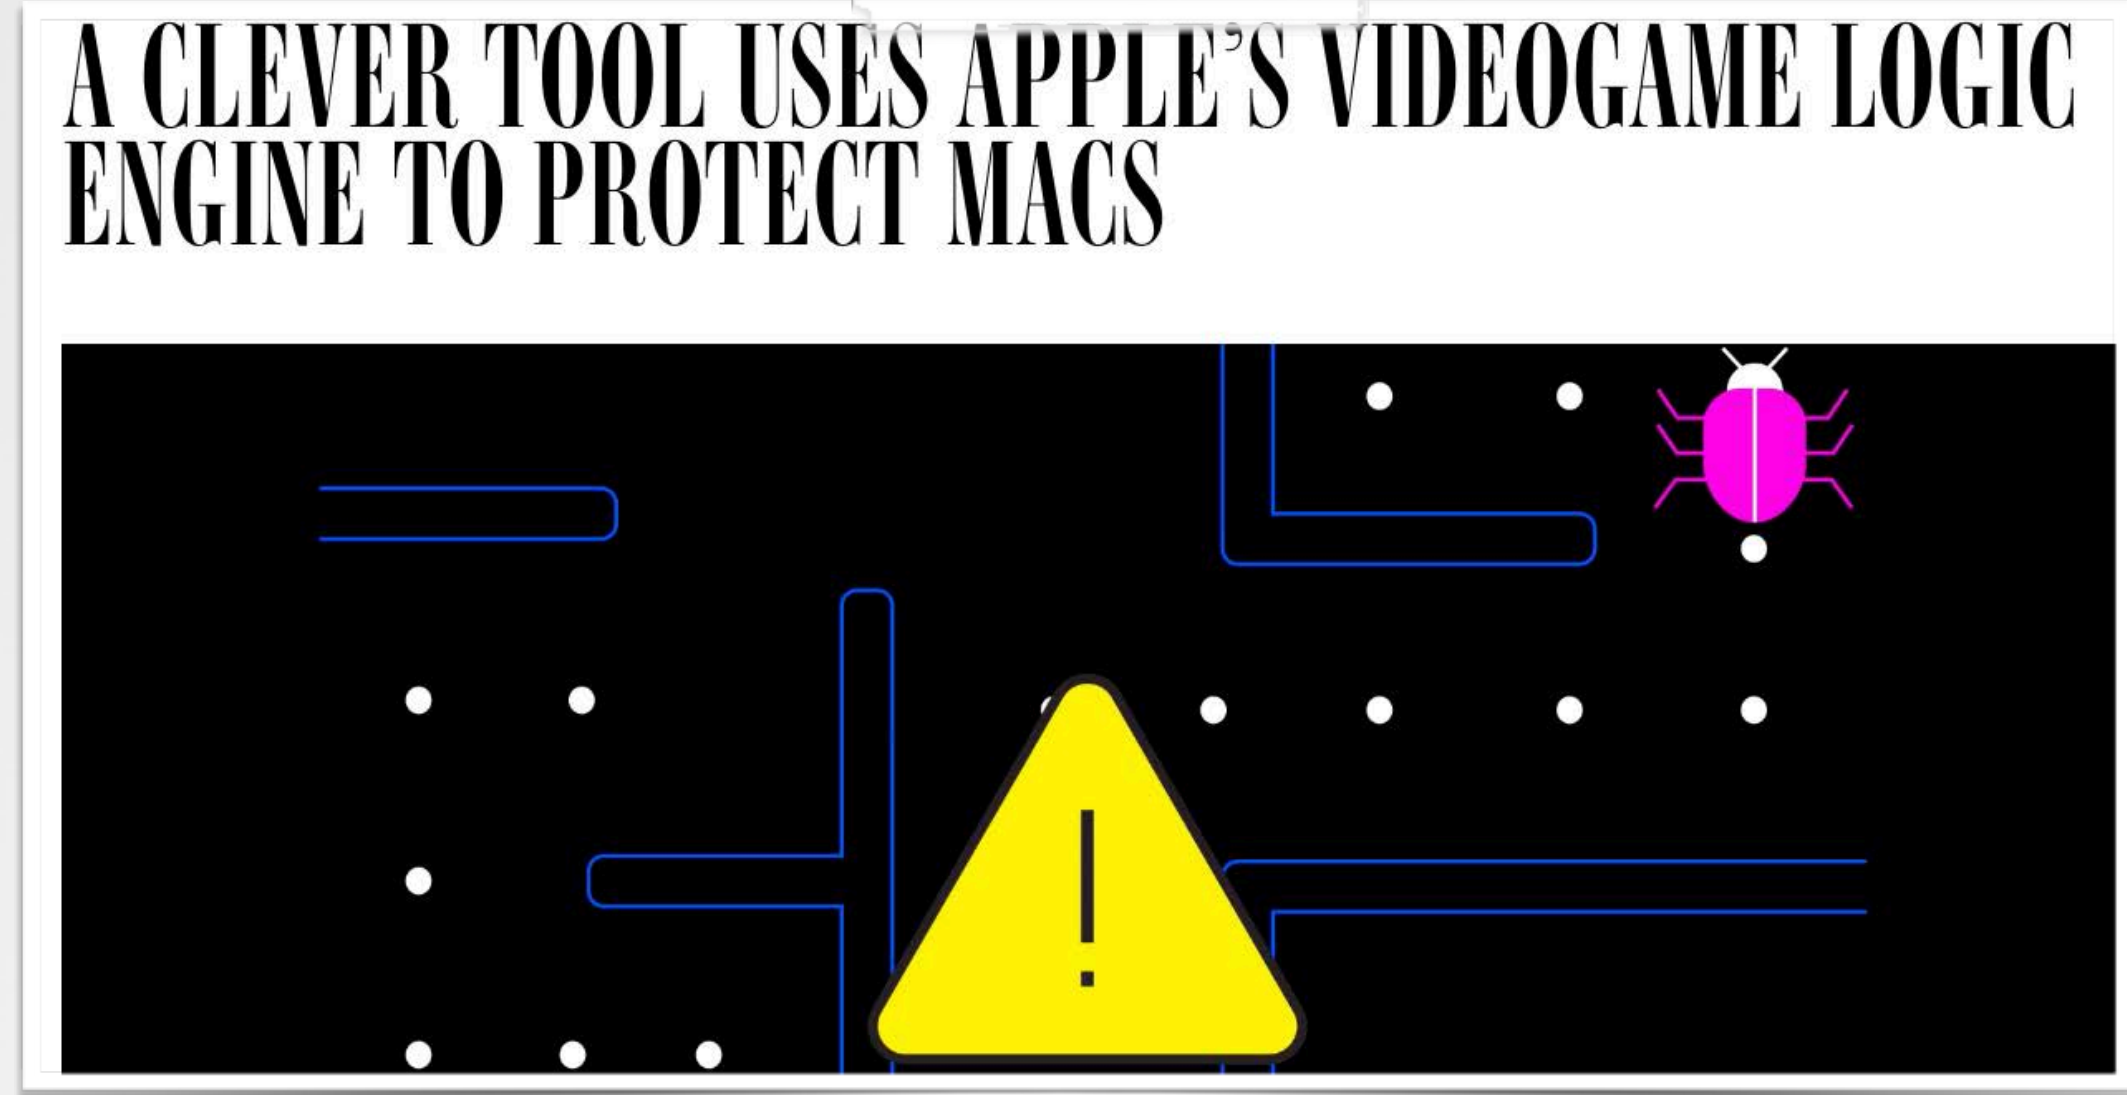 A CLEVER TOOL USES APPLE’S VIDEOGAME LOGIC
ENGINE TO PROTECT MACS
!